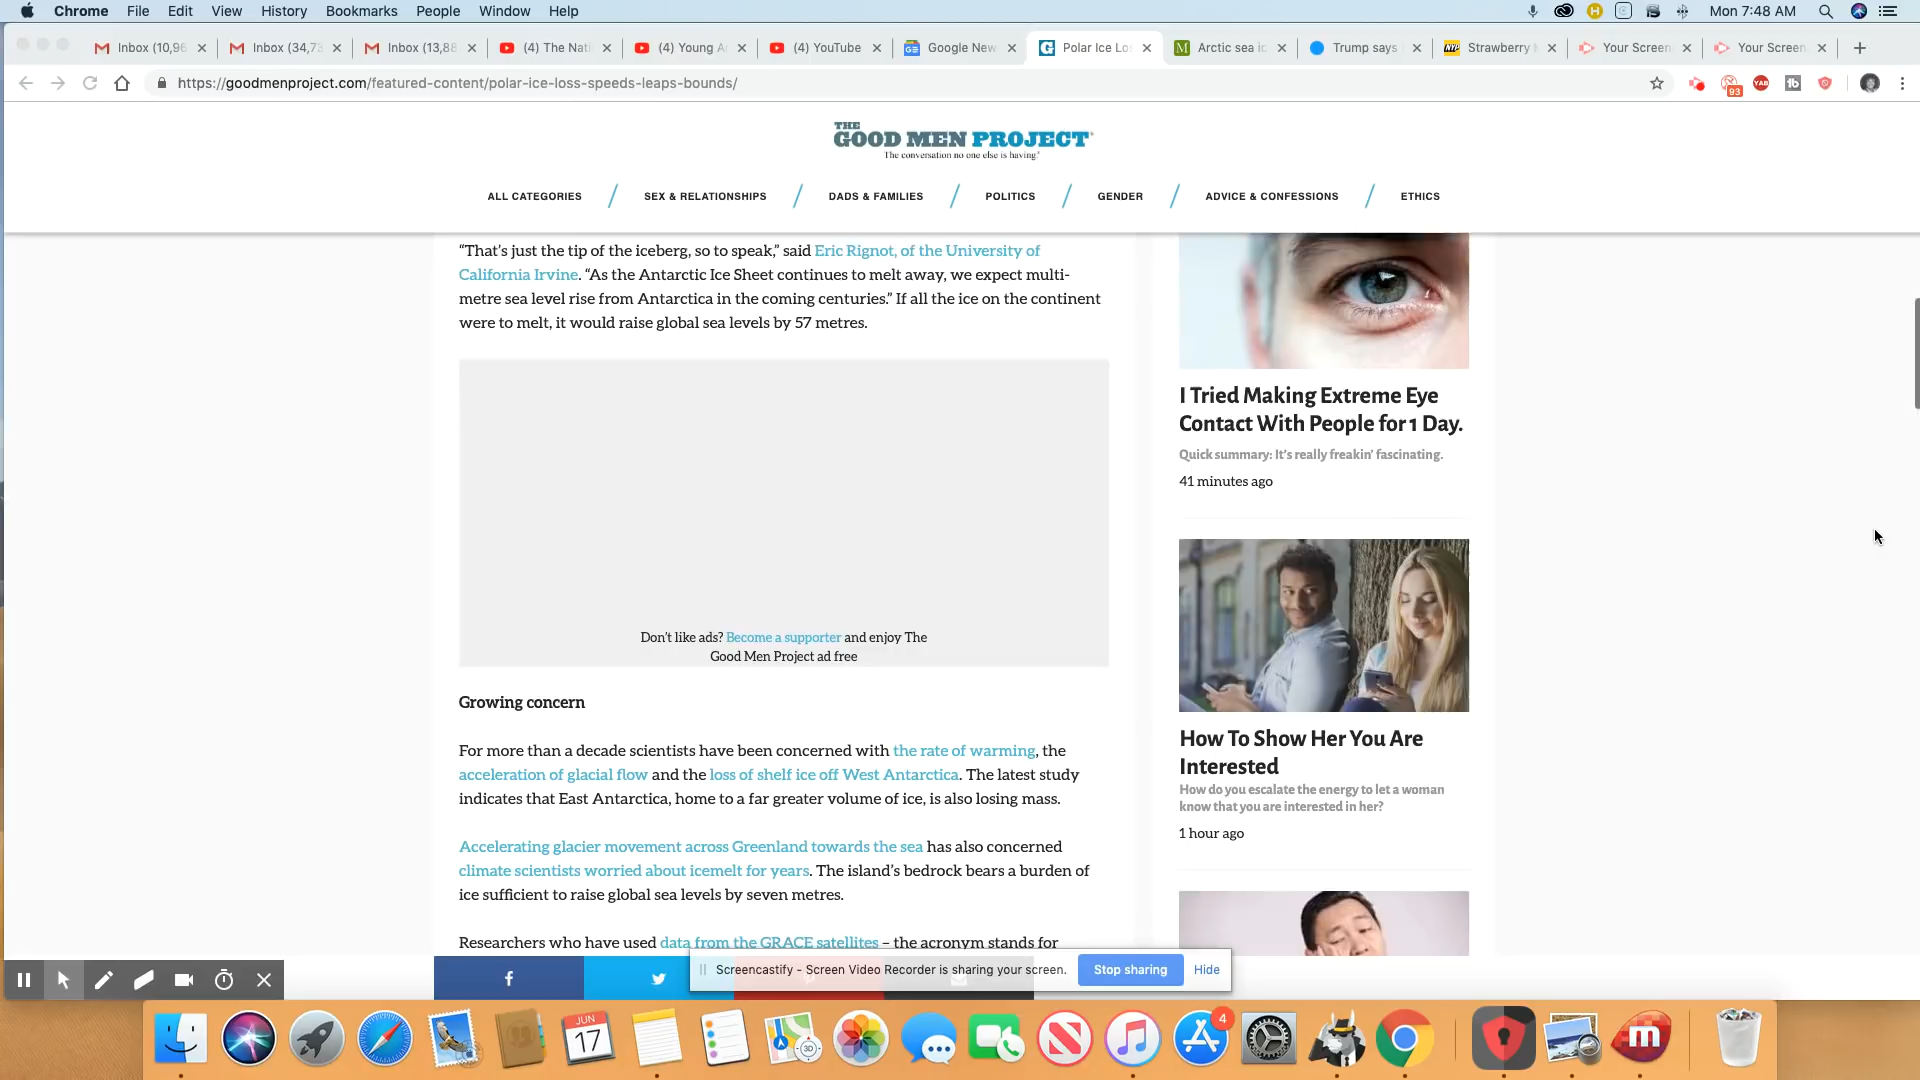 Chrome File Edit View History Bookmarks People Window Help Mon 7:48 AM
Inbox (10,96 Inbox (34,73 Inbox (13,88 (4) The Nati (4) Young A (4) YouTube Google New Polar Ice Lo Arctic sea ic Trump says Strawberry Your Screen Your Screen
https://goodmenproject.com/featured-content/polar-ice-loss-speeds-leaps-bounds/
93
THE
GOOD MEN PROJECT
The conversation no one else is having.
ALL CATEGORIES SEX & RELATIONSHIPS DADS & FAMILIES POLITICS GENDER ADVICE & CONFESSIONS ETHICS
“That’s just the tip of the iceberg, so to speak,” said Eric Rignot, of the University of
California Irvine. “As the Antarctic Ice Sheet continues to melt away, we expect multi-
metre sea level rise from Antarctica in the coming centuries.” If all the ice on the continent
were to melt, it would raise global sea levels by 57 metres.
Don’t like ads? Become a supporter and enjoy The
Good Men Project ad free
Growing concern
For more than a decade scientists have been concerned with the rate of warming, the
acceleration of glacial flow and the loss of shelf ice off West Antarctica. The latest study
indicates that East Antarctica, home to a far greater volume of ice, is also losing mass.
Accelerating glacier movement across Greenland towards the sea has also concerned
climate scientists worried about icemelt for years. The island’s bedrock bears a burden of
ice sufficient to raise global sea levels by seven metres.
Researchers who have used data from the GRACE satellites – the acronym stands for
I Tried Making Extreme Eye
Contact With People for 1 Day.
Quick summary: It’s really freakin’ fascinating.
41 minutes ago
How To Show Her You Are
Interested
How do you escalate the energy to let a woman
know that you are interested in her?
1 hour ago
Screencastify - Screen Video Recorder is sharing your screen. Stop sharing Hide
JUN
17
3D
4